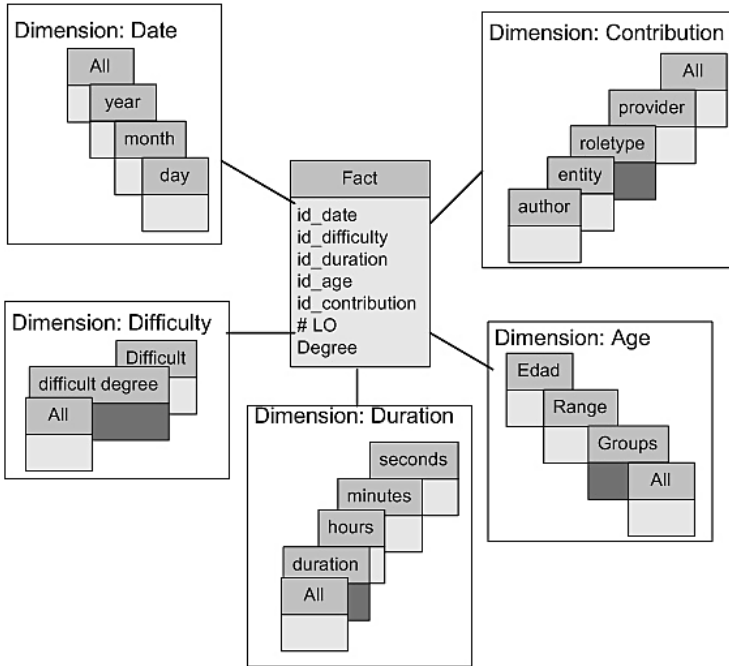 Dimension: Date
All
year
month
day
Dimension: Contribution
All
provider
roletype
entity
author
Fact
id_date
id_difficulty
id_duration
id_age
id_contribution
# LO
Degree
Dimension: Difficulty
Difficult
difficult degree
All
Dimension: Duration
seconds
minutes
hours
duration
All
Dimension: Age
Edad
Range
Groups
All